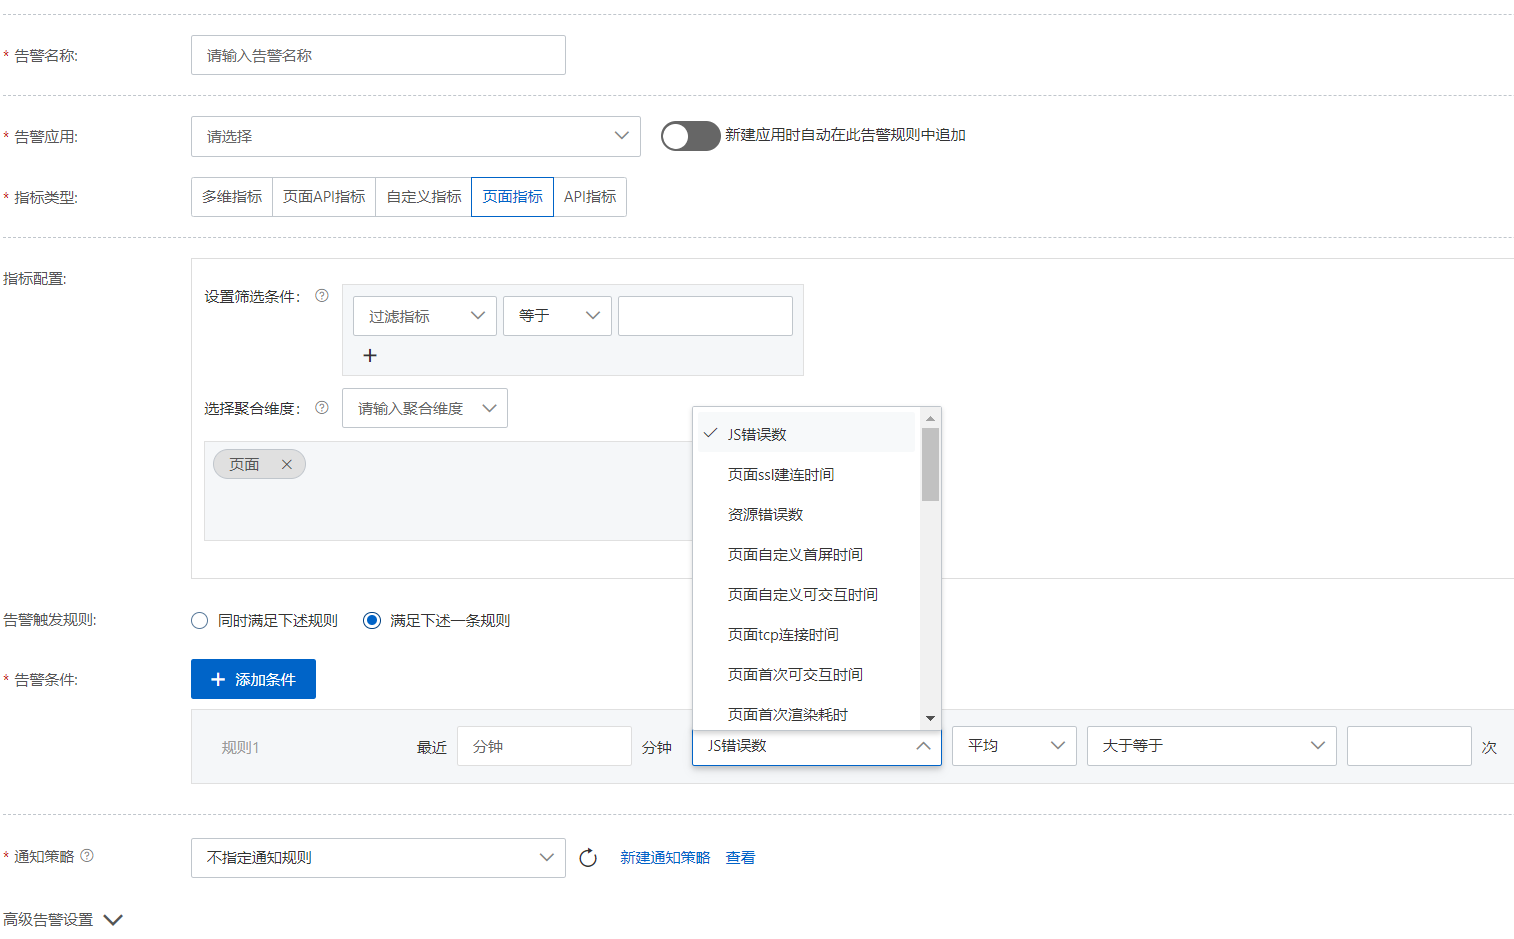 * 告警名称: 请输入告警名称
* 告警应用: 请选择 新建应用时自动在此告警规则中追加
* 指标类型: 多维指标 页面API指标 自定义指标 页面指标 API指标
指标配置:
设置筛选条件: 过滤指标 等于
+
选择聚合维度: 请输入聚合维度
页面
JS错误数
页面ssl建连时间
资源错误数
页面自定义首屏时间
页面自定义可交互时间
页面tcp连接时间
页面首次可交互时间
页面首次渲染耗时
告警触发规则: 同时满足下述规则 满足下述一条规则
* 告警条件: + 添加条件
规则1 最近 分钟 分钟 JS错误数 平均 大于等于 次
* 通知策略 不指定通知规则 新建通知策略 查看
高级告警设置